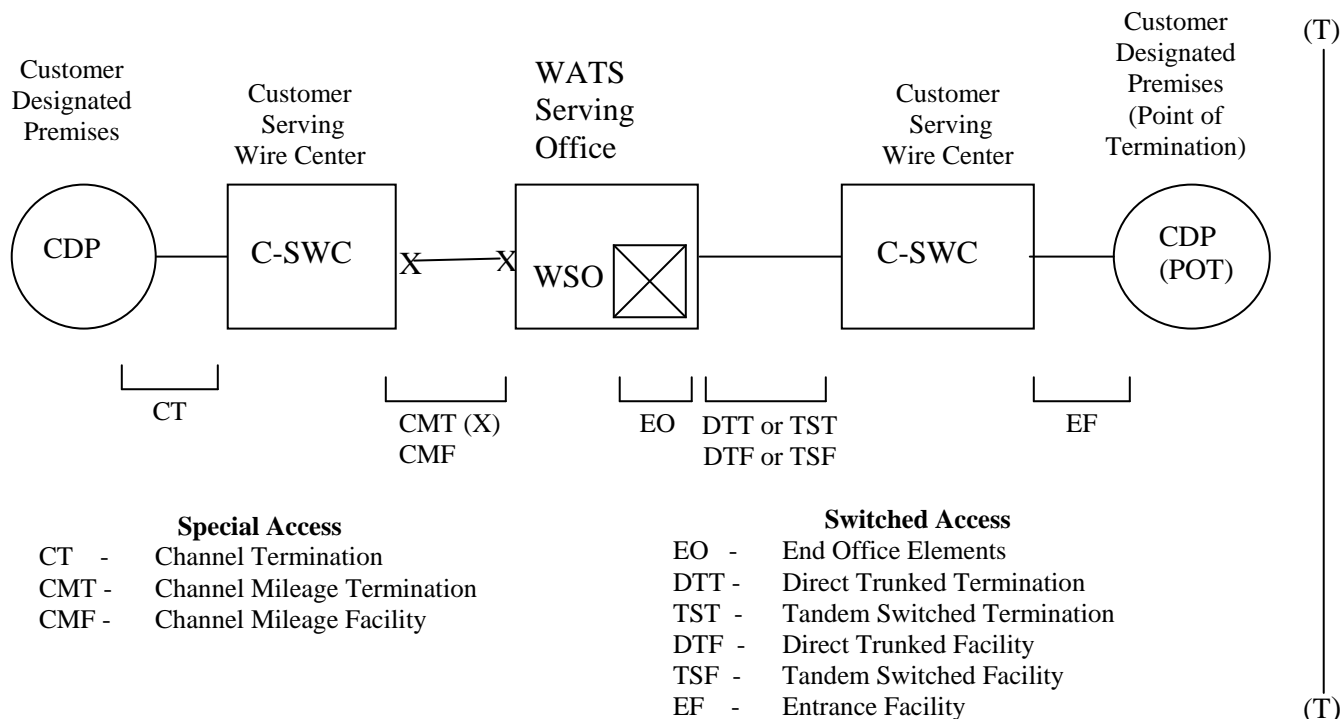 (T)
Customer
Designated
Premises
Customer
Serving
Wire Center
WATS
Serving
Office
Customer
Serving
Wire Center
Customer
Designated
Premises
(Point of
Termination)
CDP
C-SWC
X
X
WSO
C-SWC
CDP
(POT)
CT
CMT (X)
CMF
EO
DTT or TST
DTF or TSF
EF
Special Access
CT - Channel Termination
CMT - Channel Mileage Termination
CMF - Channel Mileage Facility
Switched Access
EO - End Office Elements
DTT - Direct Trunked Termination
TST - Tandem Switched Termination
DTF - Direct Trunked Facility
TSF - Tandem Switched Facility
EF - Entrance Facility
(T)